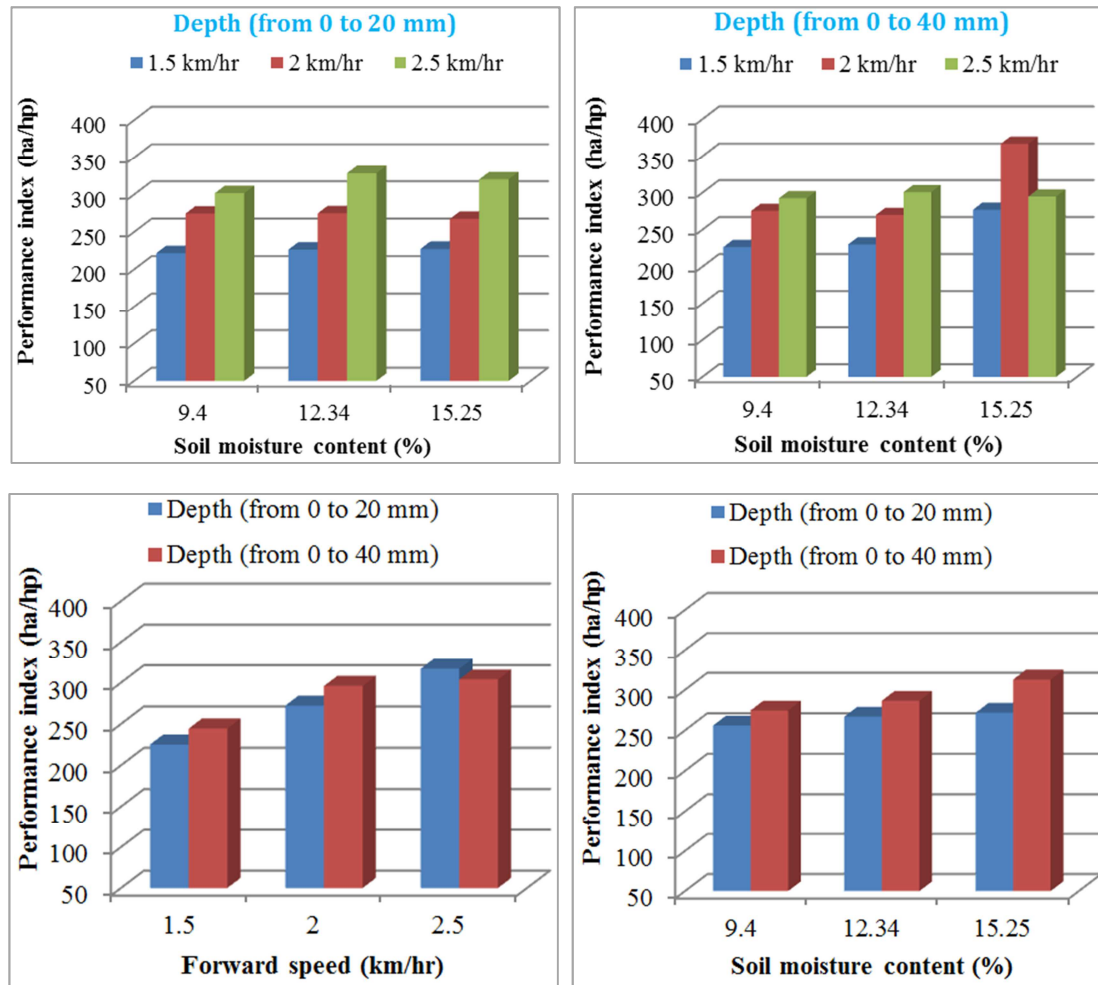 Depth (from 0 to 20 mm)
1.5 km/hr 2 km/hr 2.5 km/hr
Performance index (ha/hp)
400
350
300
250
200
150
100
50
9.4 12.34 15.25
Soil moisture content (%)
Depth (from 0 to 40 mm)
1.5 km/hr 2 km/hr 2.5 km/hr
Performance index (ha/hp)
400
350
300
250
200
150
100
50
9.4 12.34 15.25
Soil moisture content (%)
Depth (from 0 to 20 mm)
Depth (from 0 to 40 mm)
Performance index (ha/hp)
400
350
300
250
200
150
100
50
1.5 2 2.5
Forward speed (km/hr)
Depth (from 0 to 20 mm)
Depth (from 0 to 40 mm)
Performance index (ha/hp)
400
350
300
250
200
150
100
50
9.4 12.34 15.25
Soil moisture content (%)